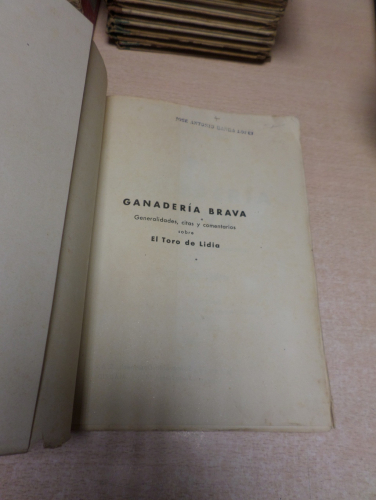 GANADERÍA BRAVA
Generalidades, citas y comentarios
sobre
El Toro de Lidia